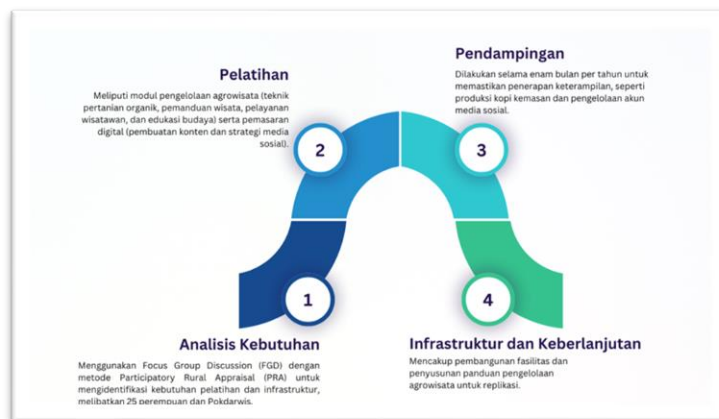 Pelatihan
Meliputi modul pengelolaan agrowisata (teknik
pertanian organik, pemanduan wisata, pelayanan
wisatawan, dan edukasi budaya) serta pemasaran
digital (pembuatan konten dan strategi media
sosial).
2
Pendampingan
Dilakukan selama enam bulan per tahun untuk
memastikan penerapan keterampilan, seperti
produksi kopi kemasan dan pengelolaan akun
media sosial.
3
1
Analisis Kebutuhan
Menggunakan Focus Group Discussion (FGD) dengan
metode Participatory Rural Appraisal (PRA) untuk
mengidentifikasi kebutuhan pelatihan dan infrastruktur,
melibatkan 25 perempuan dan Pokdarwis.
4
Infrastruktur dan Keberlanjutan
Mencakup pembangunan fasilitas dan
penyusunan panduan pengelolaan
agrowisata untuk replikasi.